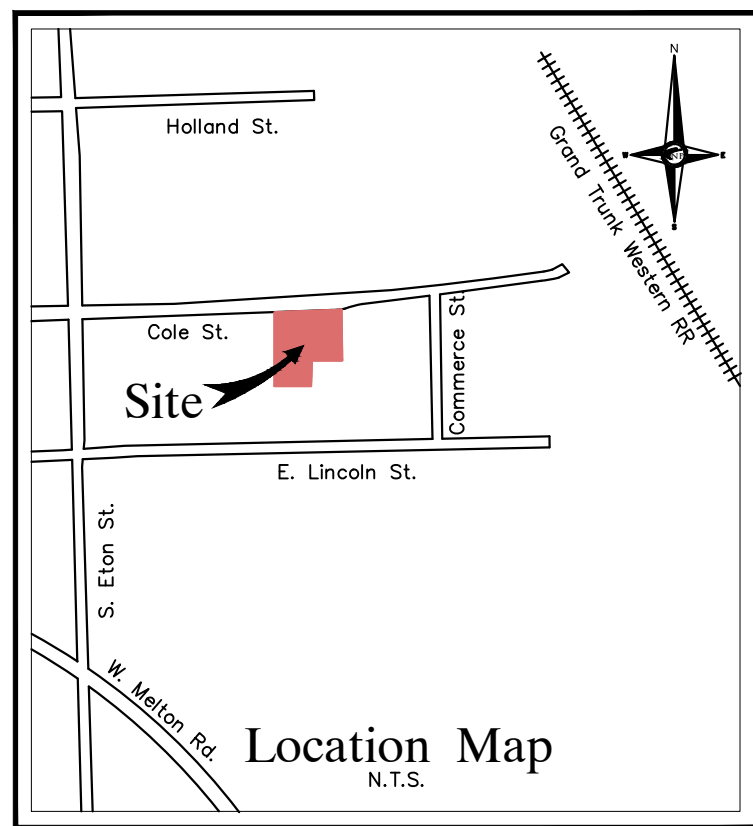 N
Holland St.
Grand Trunk Western RR
W
NF
E
S
Cole St.
Commerce St.
Site
E. Lincoln St.
S. Eton St.
W. Melton Rd.
Location Map
N.T.S.